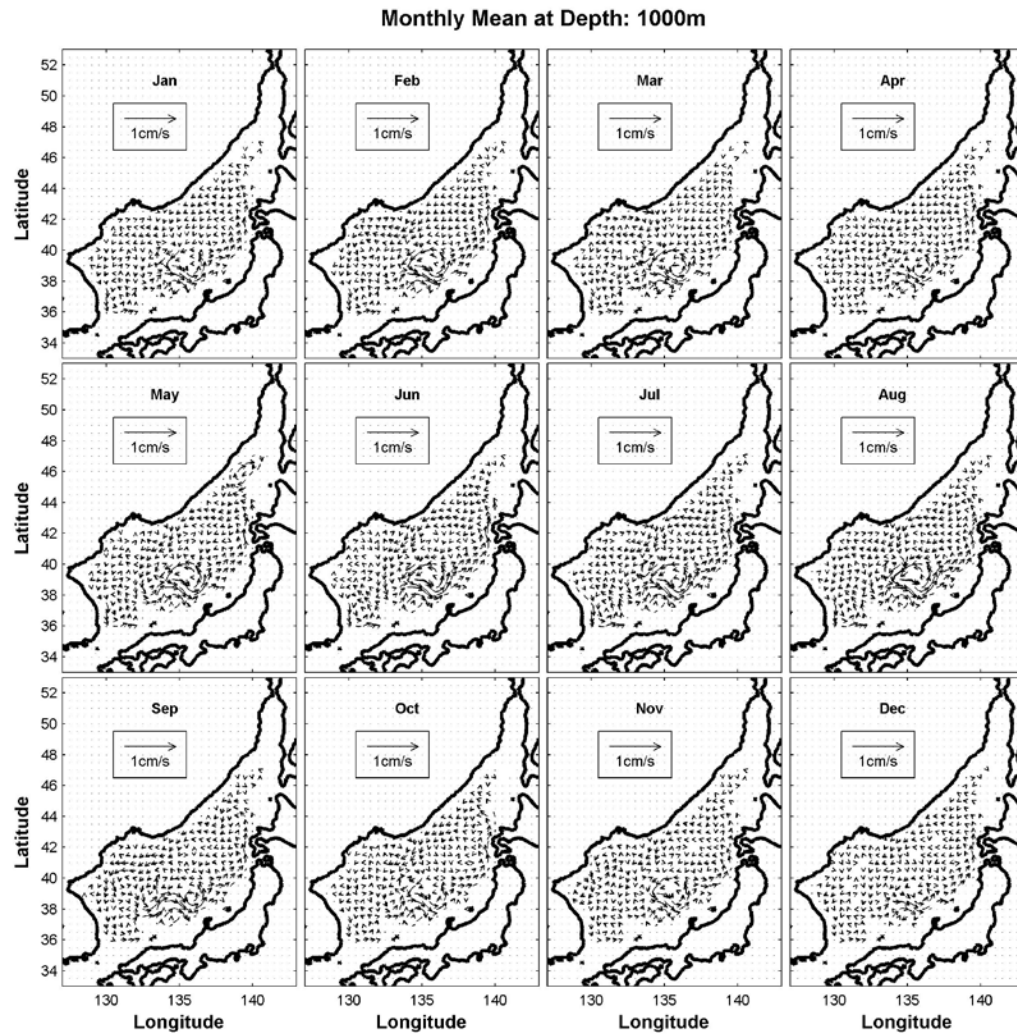 Monthly Mean at Depth: 1000m
Jan Feb Mar Apr
1cm/s 1cm/s 1cm/s 1cm/s
52
50
48
46
44
42
40
38
36
34
Latitude
May Jun Jul Aug
1cm/s 1cm/s 1cm/s 1cm/s
52
50
48
46
44
42
40
38
36
34
Latitude
Sep Oct Nov Dec
1cm/s 1cm/s 1cm/s 1cm/s
52
50
48
46
44
42
40
38
36
34
Latitude
130 135 140 130 135 140 130 135 140 130 135 140
Longitude Longitude Longitude Longitude